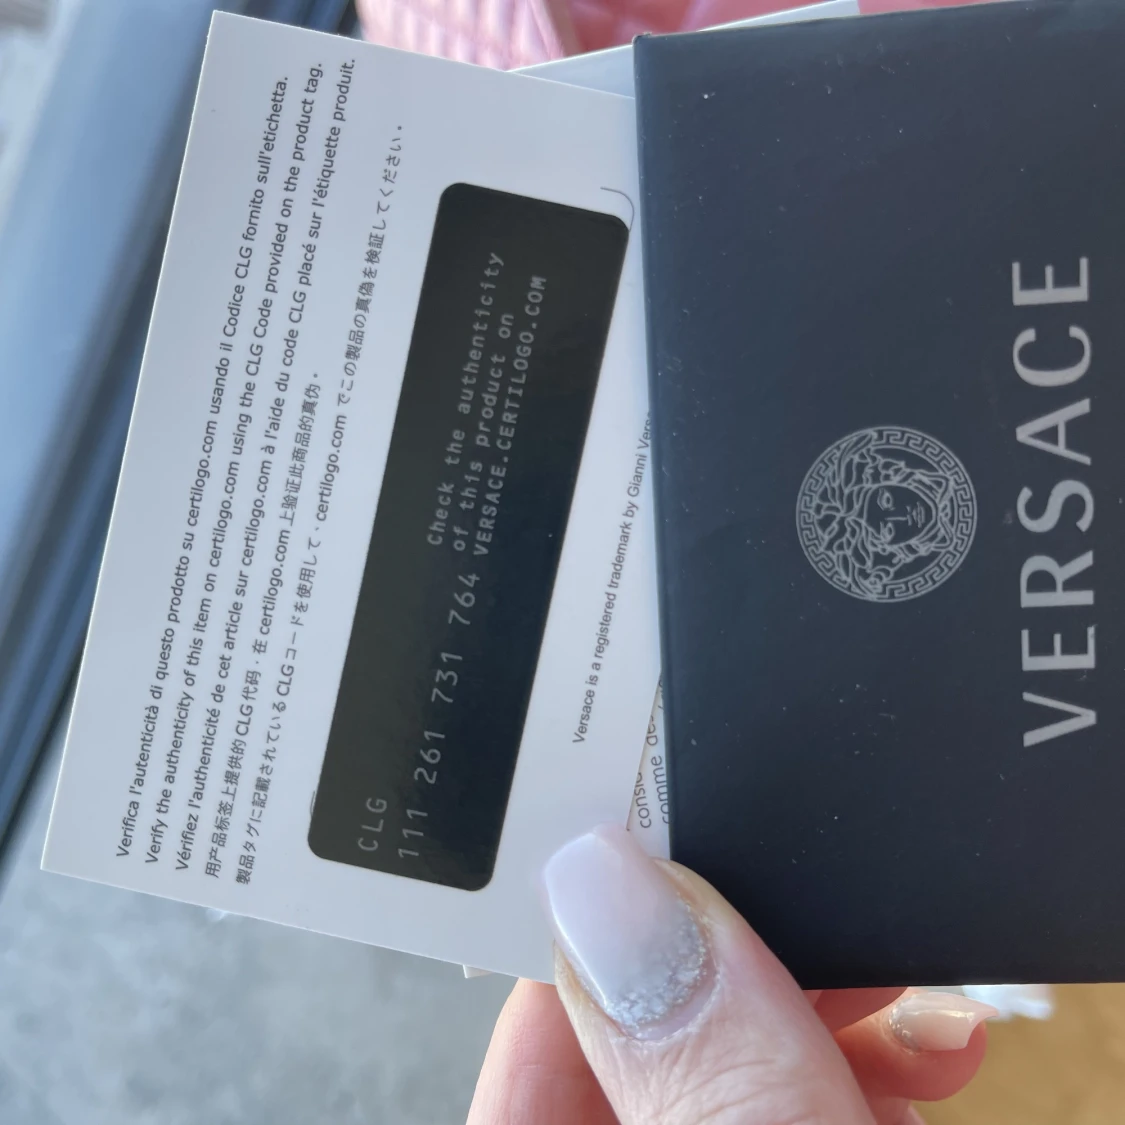 Verifica l'autenticità di questo prodotto su certilogo.com usando il Codice CLG fornito sull'etichetta.
Verify the authenticity of this item on certilogo.com using the CLG Code provided on the product tag.
Vérifiez l'authenticité de cet article sur certilogo.com à l'aide du code CLG placé sur l'étiquette produit.
用产品标签上提供的 CLG 代码，在 certilogo.com 上验证此商品的真伪。
製品タグに記載されているCLGコードを使用して、certilogo.com でこの製品の真偽を検証してください。
CLG
111 261 731 764
Check the authenticity
of this product on
VERSACE.CERTILOGO.COM
Versace is a registered trademark by Gianni
comme
VERSACE